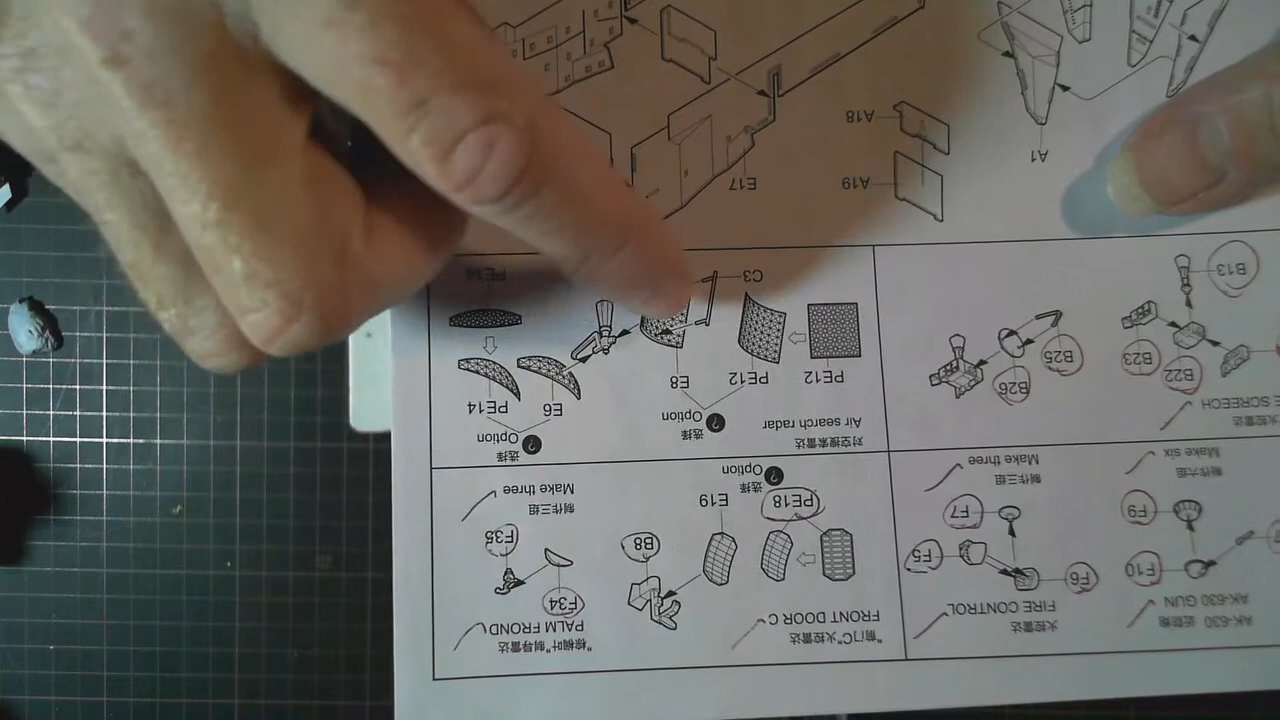 AK-630 近防炮
AK-630 GUN
F10
F9
制作六组
Make six
火控雷达
FIRE CONTROL
F6
F5
F7
制作三组
Make three
"前门C"火控雷达
FRONT DOOR C
B8
PE18
E19
选择
Option
"棕榈叶"制导雷达
PALM FROND
F34
F35
制作三组
Make three
火控雷达
SCREECH
B22
B23
B13
B26
B25
对空搜索雷达
Air search radar
选择
Option
PE12
PE12
E8
C3
选择
Option
E6
PE14
PE14
A1
A19
A18
E17